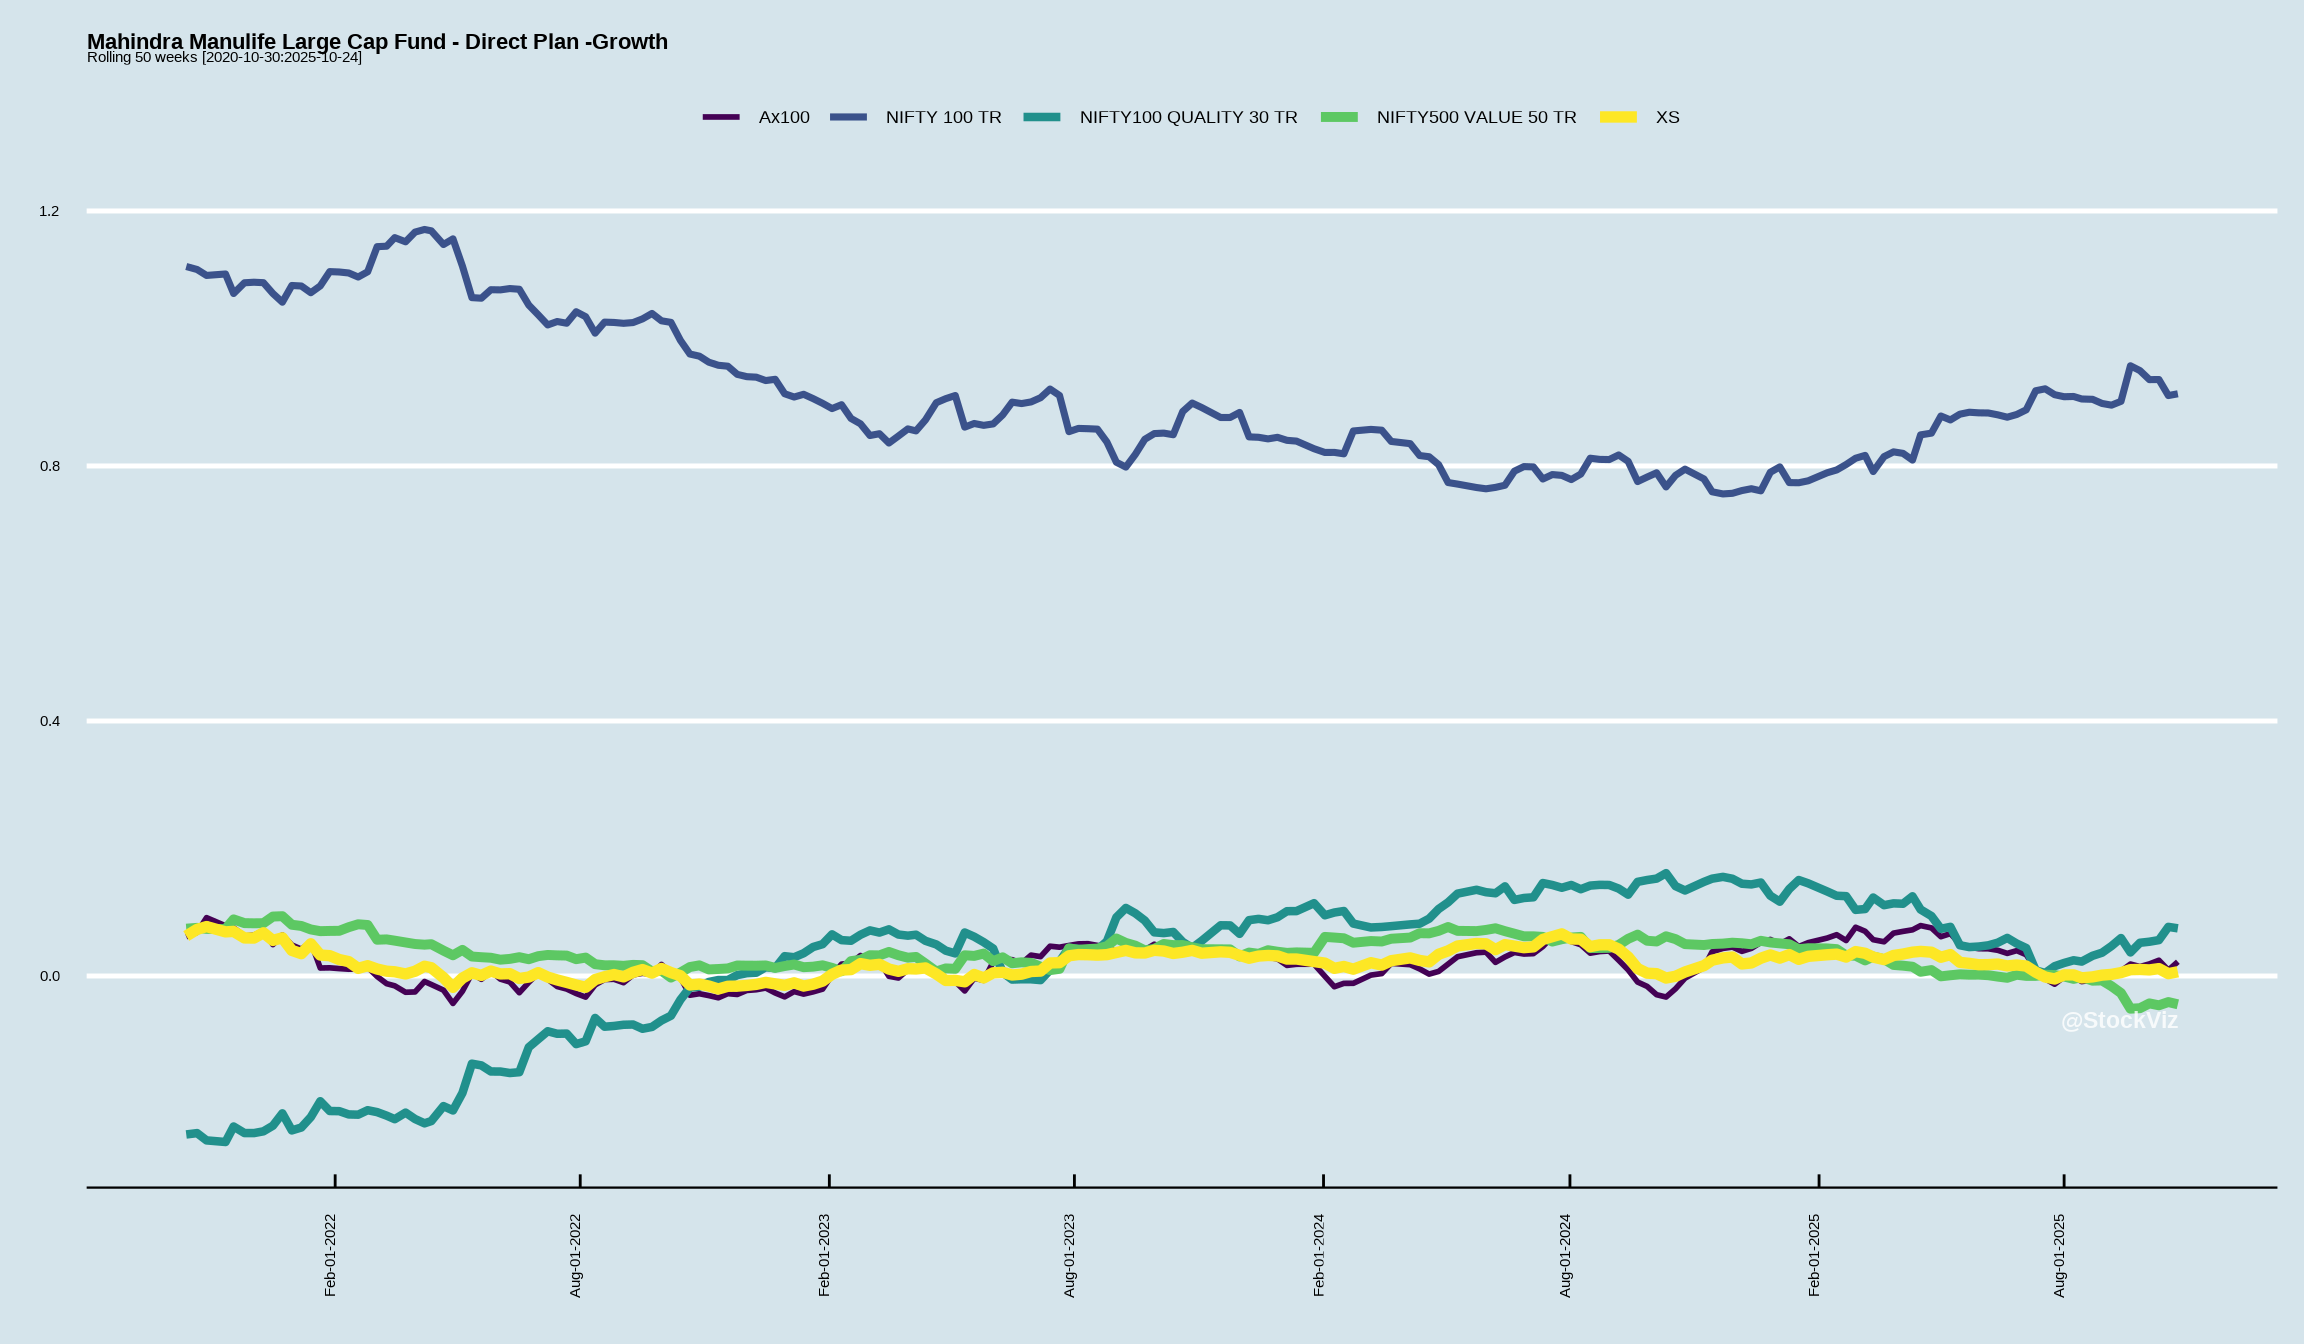 Mahindra Manulife Large Cap Fund - Direct Plan -Growth
Rolling 50 weeks [2020-10-30:2025-10-24]
Ax100 NIFTY 100 TR NIFTY100 QUALITY 30 TR NIFTY500 VALUE 50 TR XS
1.2
0.8
0.4
0.0
@StockViz
Feb-01-2022 Aug-01-2022 Feb-01-2023 Aug-01-2023 Feb-01-2024 Aug-01-2024 Feb-01-2025 Aug-01-2025